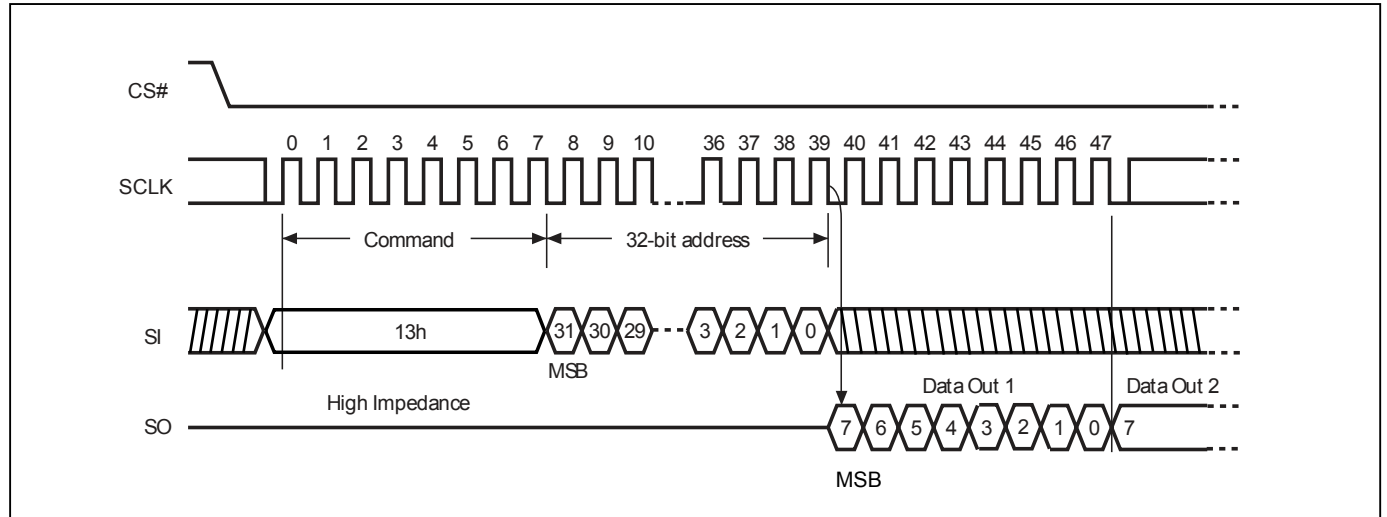 CS#
0 1 2 3 4 5 6 7 8 9 10 36 37 38 39 40 41 42 43 44 45 46 47
SCLK
Command 32-bit address
SI 13h 31 30 29 3 2 1 0
MSB
High Impedance Data Out 1 Data Out 2
SO 7 6 5 4 3 2 1 0 7
MSB